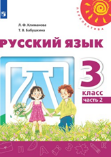 Л. Ф. Климанова
Т. В. Бабушкина
РУССКИЙ ЯЗЫК
3
класс
часть 2